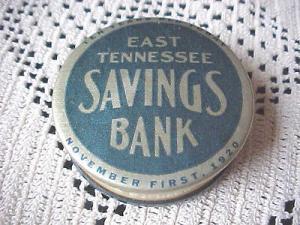 EAST
TENNESSEE
SAVINGS
BANK
NOVEMBER FIRST, 1920